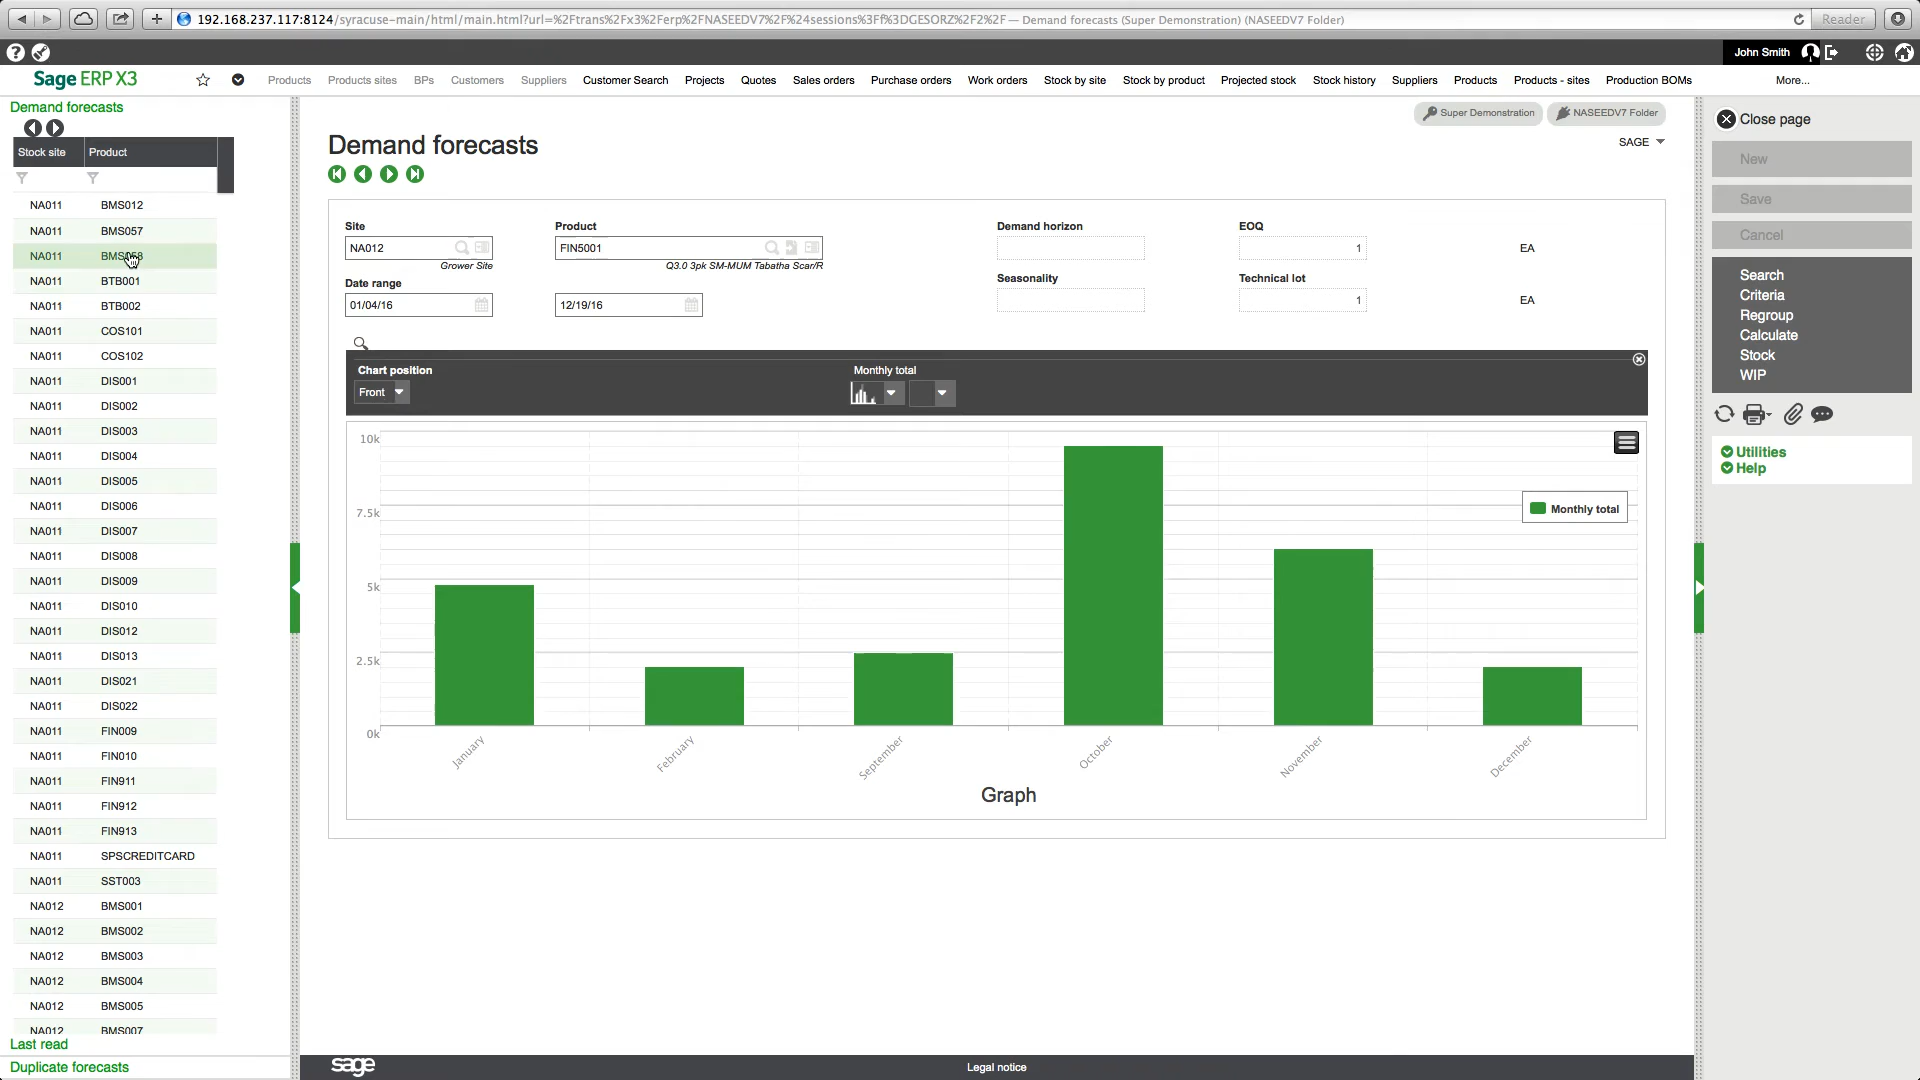 192.168.237.117:8124/syracuse-main/html/main.html?url=%2Ftrans%2Fx3%2Ferp%2FNASEEDV7%2F%24sessions%3Ff%3DGESORZ%2F2%2F — Demand forecasts (Super Demonstration) (NASEEDV7 Folder)
Reader
John Smith
Sage ERP X3
Products Products sites BPs Customers Suppliers Customer Search Projects Quotes Sales orders Purchase orders Work orders Stock by site Stock by product Projected stock Stock history Suppliers Products Products - sites Production BOMs More...
Demand forecasts
Stock site Product
NA011 BMS012
NA011 BMS057
NA011 BMS058
NA011 BTB001
NA011 BTB002
NA011 COS101
NA011 COS102
NA011 DIS001
NA011 DIS002
NA011 DIS003
NA011 DIS004
NA011 DIS005
NA011 DIS006
NA011 DIS007
NA011 DIS008
NA011 DIS009
NA011 DIS010
NA011 DIS012
NA011 DIS013
NA011 DIS021
NA011 DIS022
NA011 FIN009
NA011 FIN010
NA011 FIN911
NA011 FIN912
NA011 FIN913
NA011 SPSCREDITCARD
NA011 SST003
NA012 BMS001
NA012 BMS002
NA012 BMS003
NA012 BMS004
NA012 BMS005
NA012 BMS007
Last read
Duplicate forecasts
Super Demonstration NASEEDV7 Folder
Demand forecasts
SAGE
Site Product Demand horizon EOQ
NA012 FIN5001 1 EA
Grower Site Q3.0 3pk SM-MUM Tabatha Scar/R
Date range Seasonality Technical lot
01/04/16 12/19/16 1 EA
Chart position Monthly total
Front
10k
7.5k
5k
2.5k
0k
Monthly total
January February September October November December
Graph
sage
Legal notice
Close page
New
Save
Cancel
Search
Criteria
Regroup
Calculate
Stock
WIP
Utilities
Help